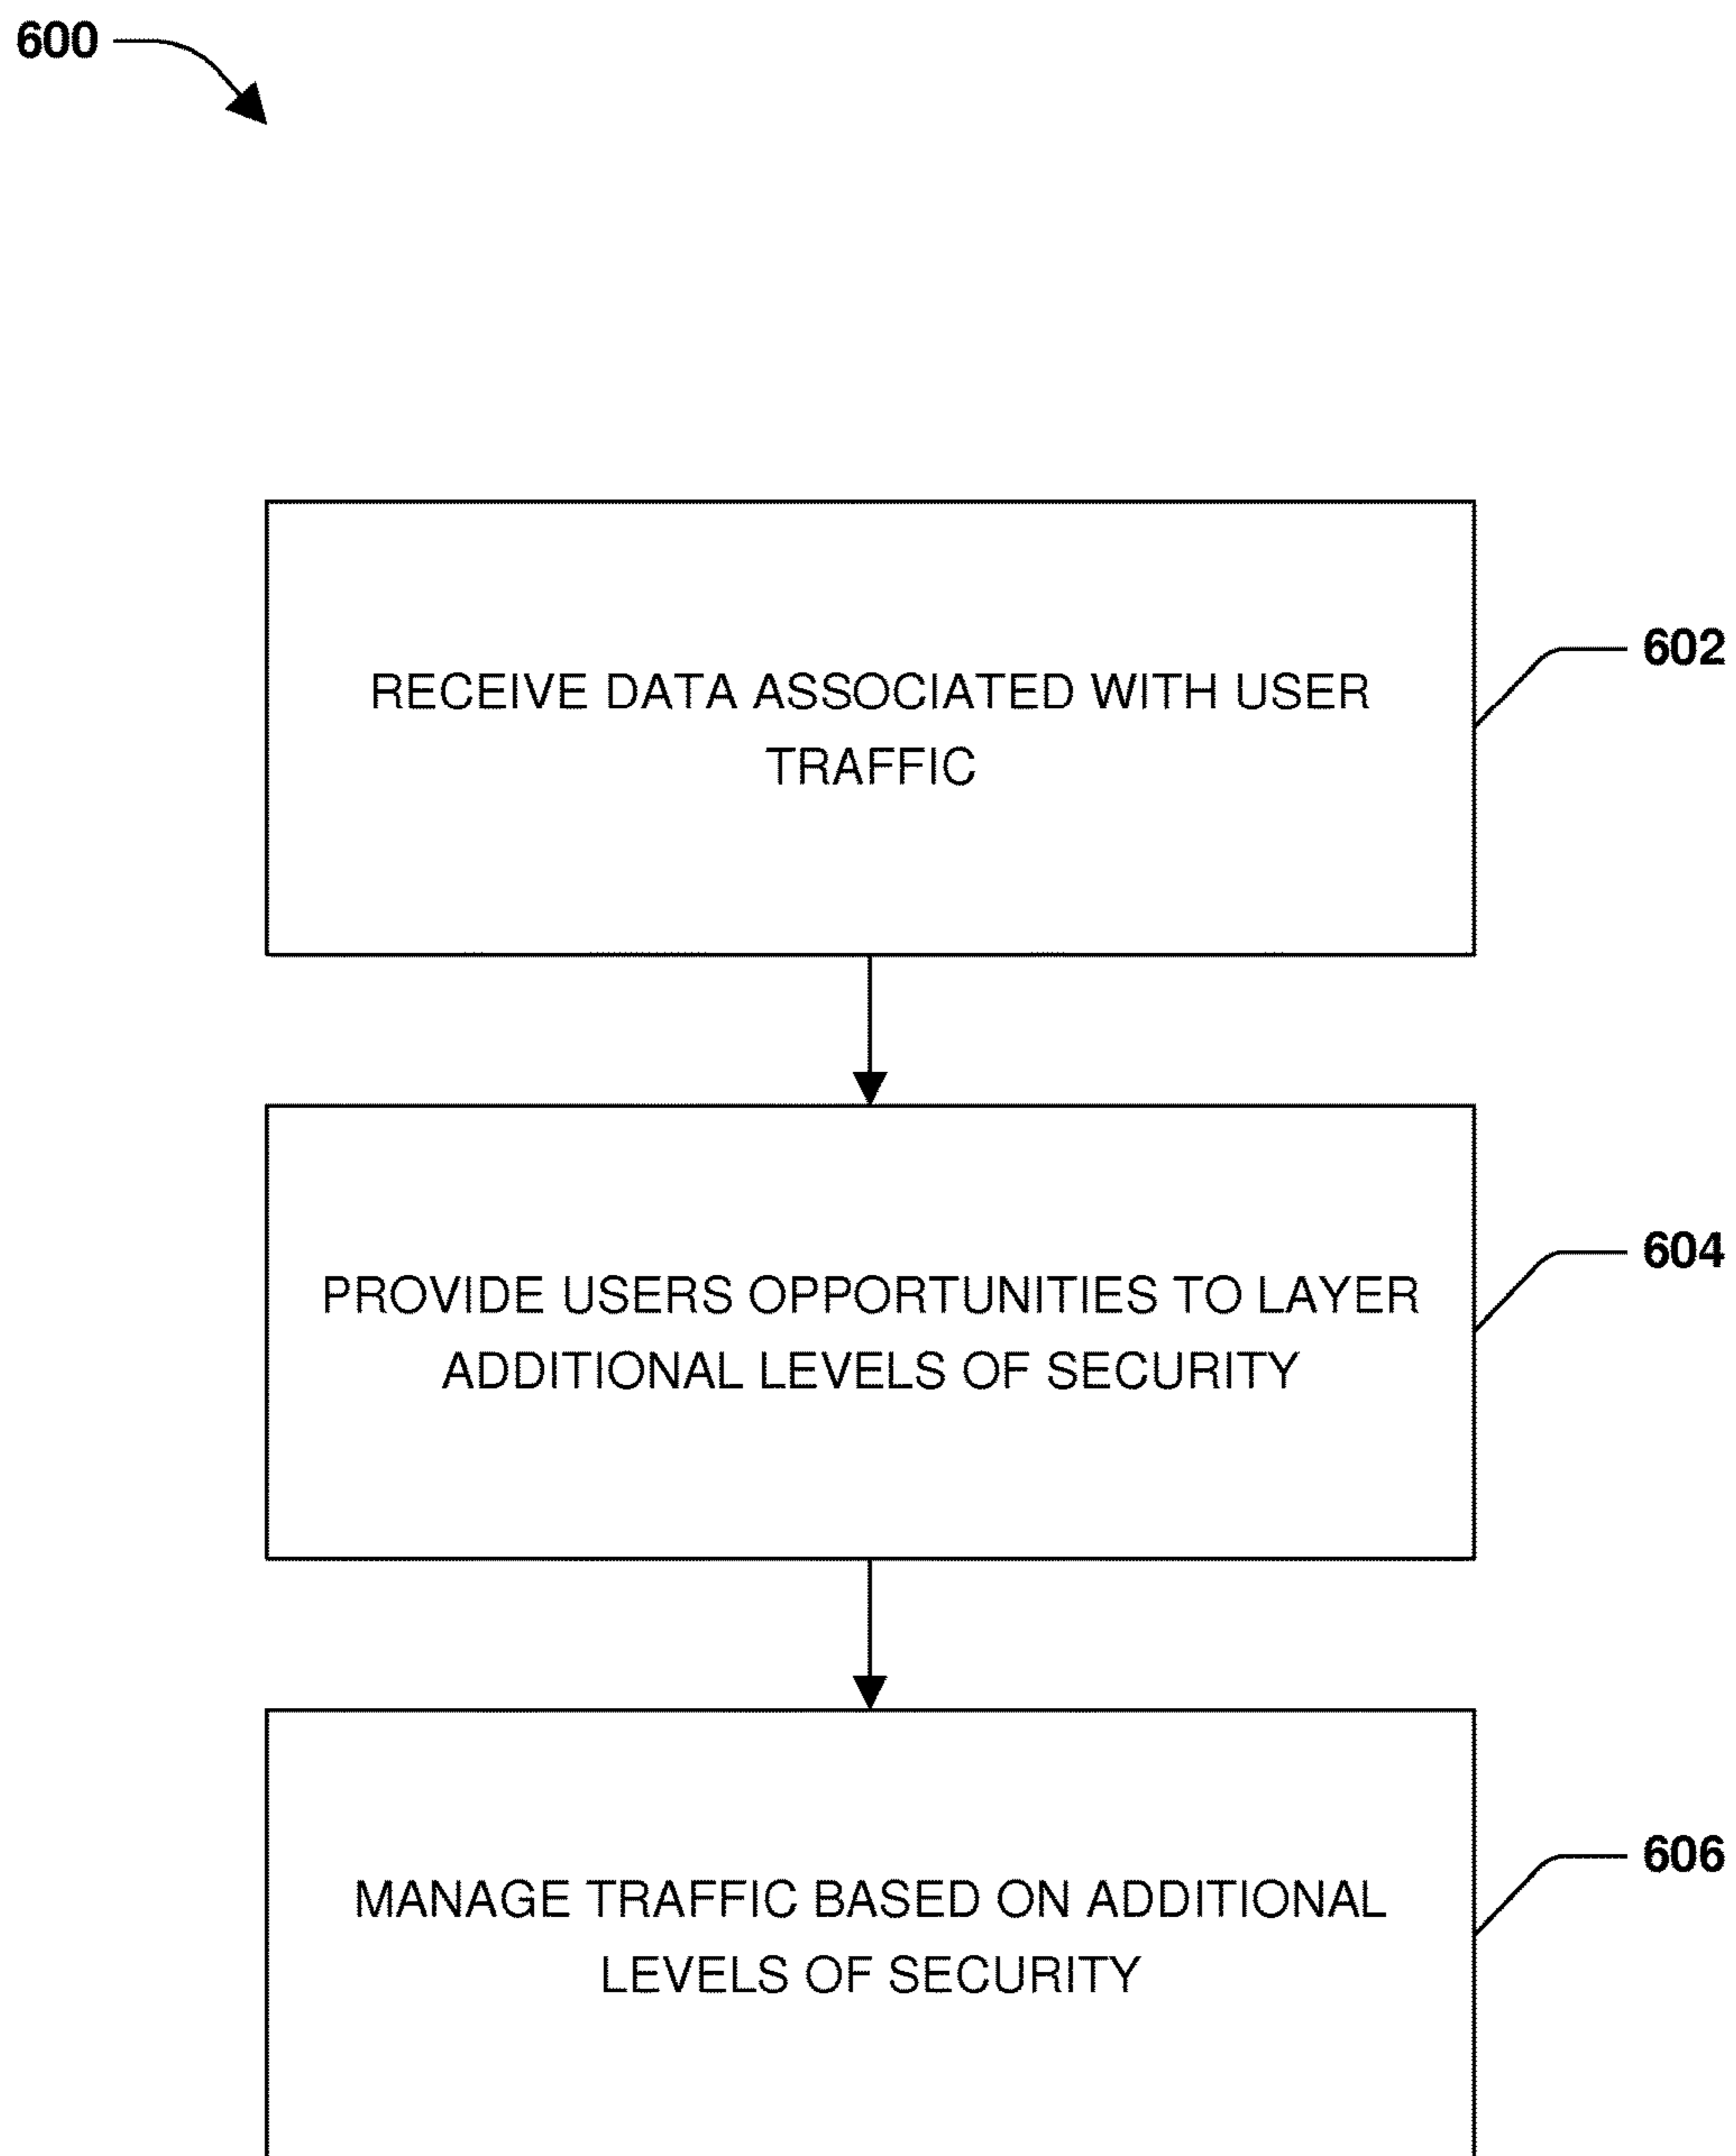 600
RECEIVE DATA ASSOCIATED WITH USER
TRAFFIC
602
PROVIDE USERS OPPORTUNITIES TO LAYER
ADDITIONAL LEVELS OF SECURITY
604
MANAGE TRAFFIC BASED ON ADDITIONAL
LEVELS OF SECURITY
606